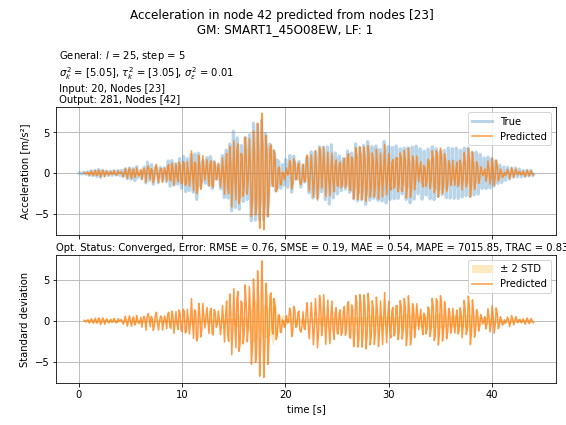 Acceleration in node 42 predicted from nodes [23]
GM: SMART1_45O08EW, LF: 1
General: l = 25, step = 5
σ²_k = [5.05], τ²_k = [3.05], σ²_ε = 0.01
Input: 20, Nodes [23]
Output: 281, Nodes [42]
5
0
−5
Acceleration [m/s²]
True
Predicted
Opt. Status: Converged, Error: RMSE = 0.76, SMSE = 0.19, MAE = 0.54, MAPE = 7015.85, TRAC = 0.83
5
0
−5
Standard deviation
± 2 STD
Predicted
0 10 20 30 40
time [s]